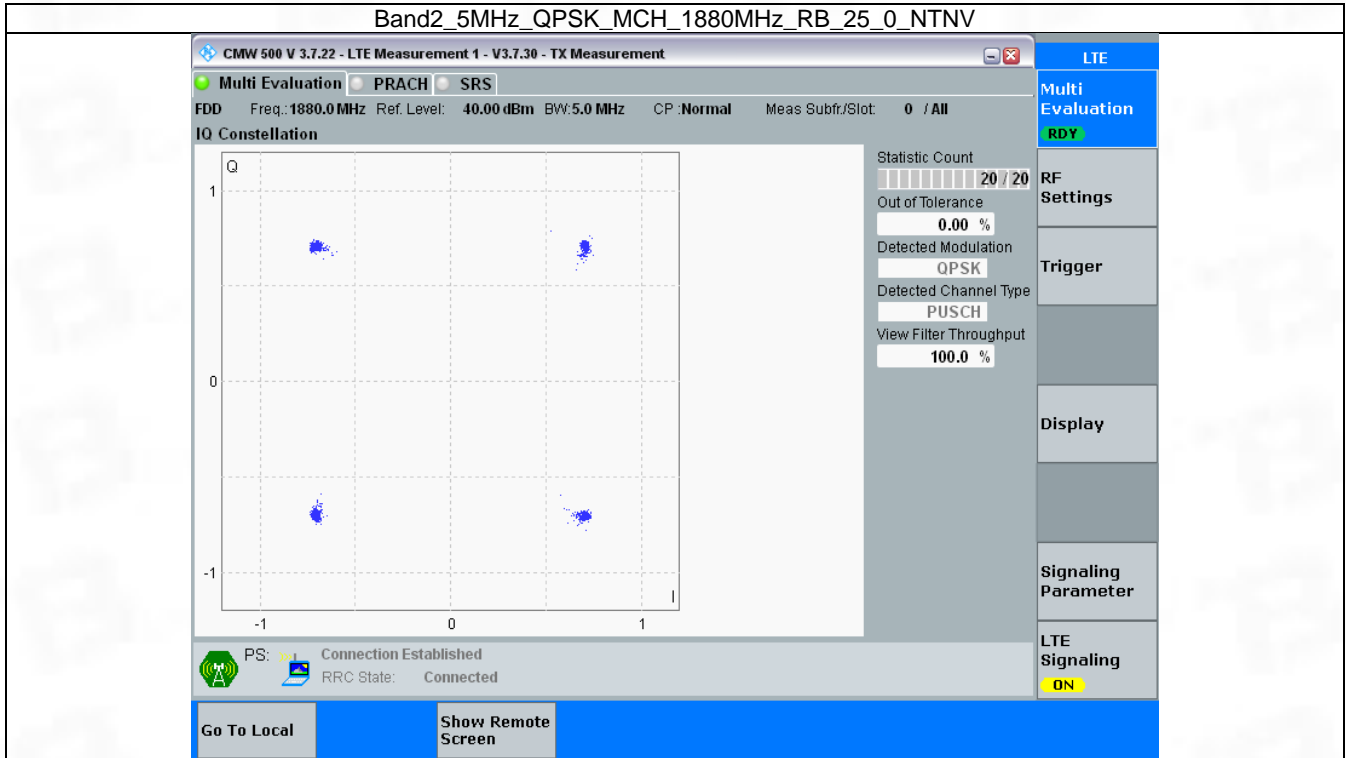 Band2_5MHz_QPSK_MCH_1880MHz_RB_25_0_NTNV
CMW 500 V 3.7.22 - LTE Measurement 1 - V3.7.30 - TX Measurement
LTE
Multi Evaluation PRACH SRS
FDD Freq.:1880.0 MHz Ref. Level: 40.00 dBm BW:5.0 MHz CP :Normal Meas Subfr./Slot: 0 / All
IQ Constellation
Q
1
0
-1
I
-1 0 1
Statistic Count
20 / 20
Out of Tolerance
0.00 %
Detected Modulation
QPSK
Detected Channel Type
PUSCH
View Filter Throughput
100.0 %
Multi
Evaluation
RDY
RF
Settings
Trigger
Display
Signaling
Parameter
LTE
Signaling
ON
PS: Connection Established
RRC State: Connected
Go To Local
Show Remote
Screen